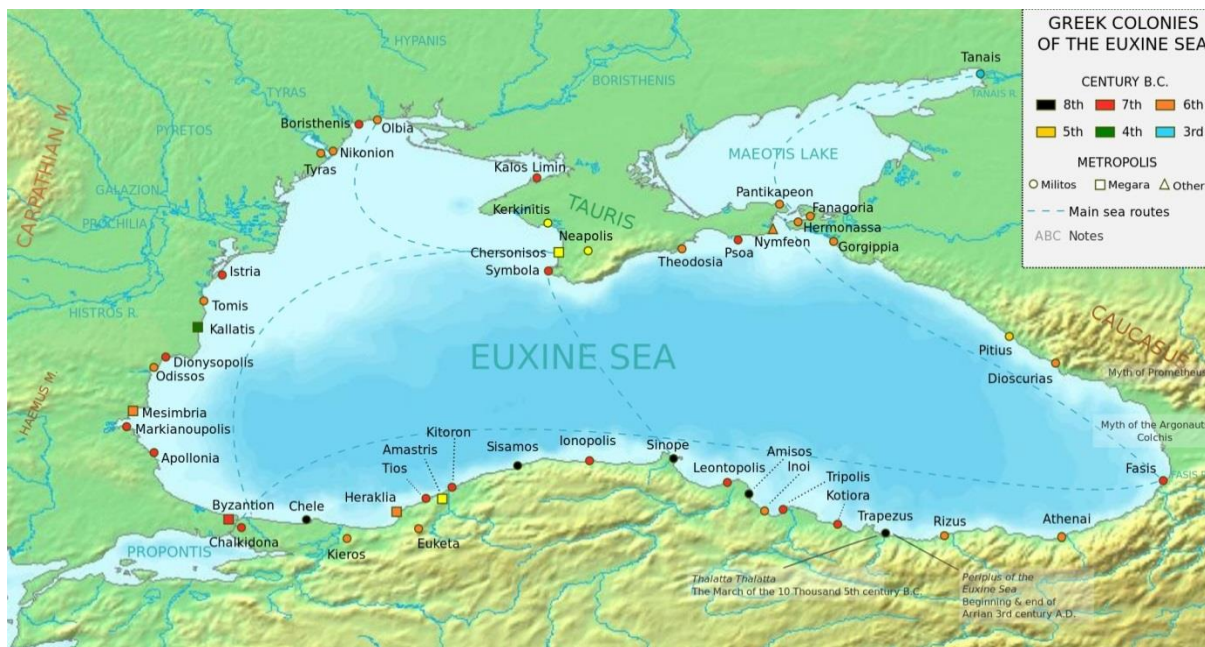 GREEK COLONIES
OF THE EUXINE SEA
CENTURY B.C.
8th 7th 6th
5th 4th 3rd
METROPOLIS
Militos Megara Other
Main sea routes
ABC Notes
HYPANIS
BORISTHENIS
TYRAS
PYRETOS
CARPATHIAN M
GALAZION
PROCHILIA
HISTROS R.
HAEMUS M.
Tanais
TANAIS R.
MAEOTIS LAKE
Boristhenis
Olbia
Nikonion
Tyras
Kalos Limin
TAURIS
Kerkinitis
Neapolis
Chersonisos
Symbola
Pantikapeon
Fanagoria
Hermonassa
Nymfeon
Gorgippia
Theodosia
Psoa
Istria
Tomis
Kallatis
Dionysopolis
Odissos
Mesimbria
Markianoupolis
Apollonia
EUXINE SEA
CAUCASUE
Pitius
Dioscurias
Myth of Prometheus
Myth of the Argonaut
Colchis
Fasis
FASIS
Kitoron
Amastris
Tios
Heraklia
Sisamos
Ionopolis
Sinope
Leontopolis
Amisos
Inoi
Tripolis
Kotiora
Byzantion
Chele
Chalkidona
PROPONTIS
Kieros
Euketa
Trapezus
Rizus
Athenai
Thalatta Thalatta
The March of the 10 Thousand 5th century B.C.
Periplus of the
Euxine Sea
Beginning & end of
Arrian 3rd century A.D.